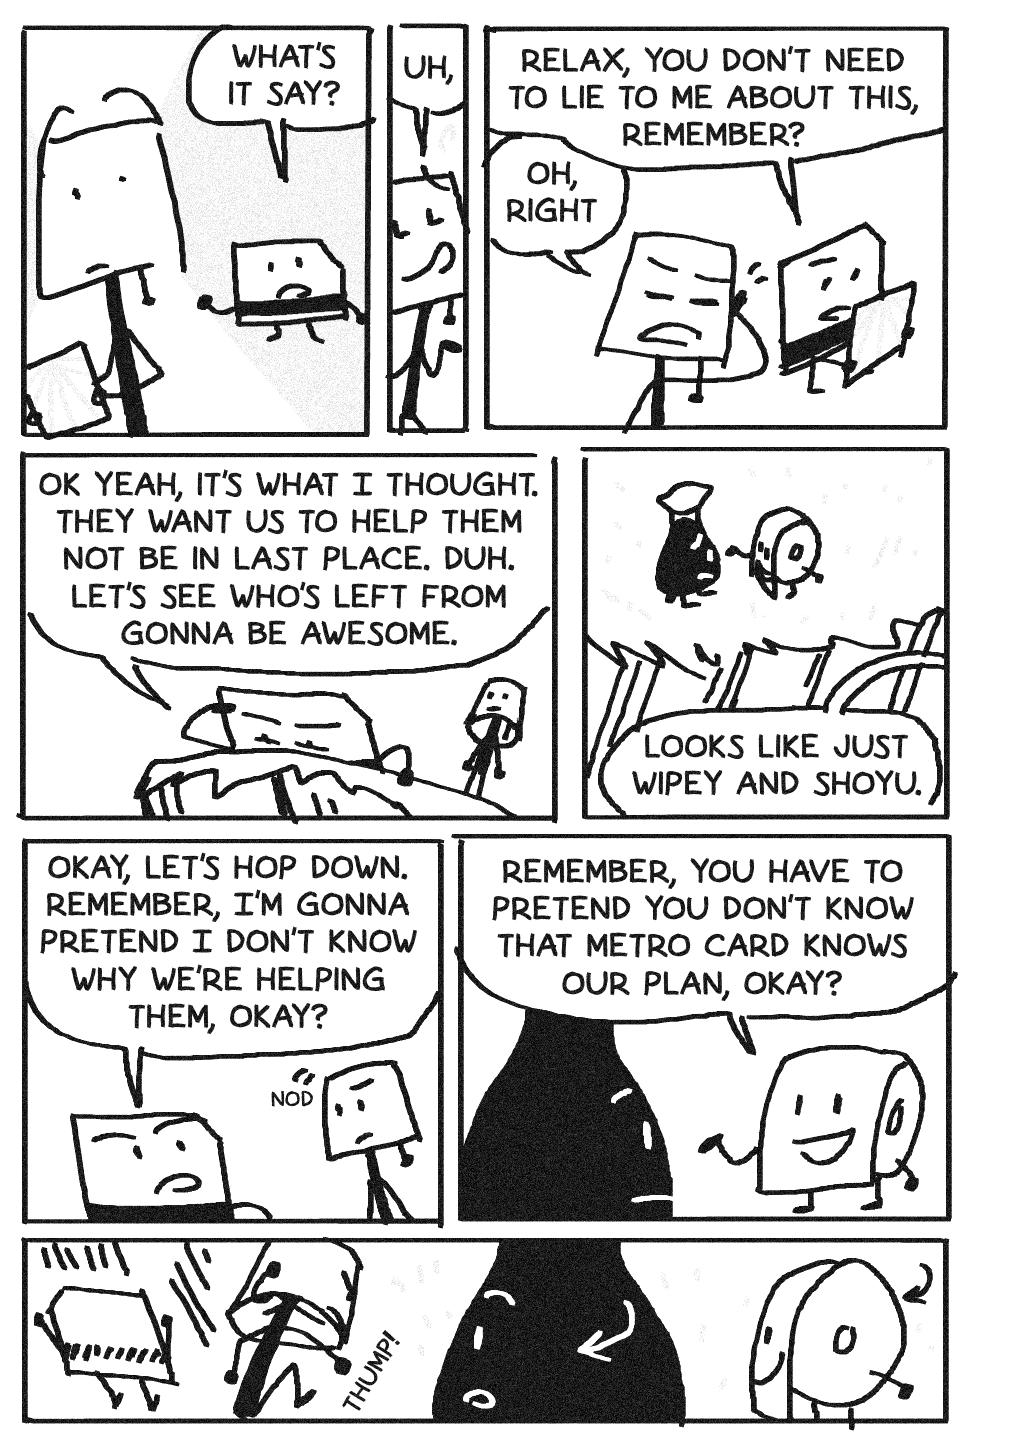 WHAT'S
IT SAY?
UH,
RELAX, YOU DON'T NEED
TO LIE TO ME ABOUT THIS,
REMEMBER?
OH,
RIGHT
OK YEAH, IT'S WHAT I THOUGHT.
THEY WANT US TO HELP THEM
NOT BE IN LAST PLACE. DUH.
LET'S SEE WHO'S LEFT FROM
GONNA BE AWESOME.
LOOKS LIKE JUST
WIPEY AND SHOYU.
OKAY, LET'S HOP DOWN.
REMEMBER, I'M GONNA
PRETEND I DON'T KNOW
WHY WE'RE HELPING
THEM, OKAY?
NOD
REMEMBER, YOU HAVE TO
PRETEND YOU DON'T KNOW
THAT METRO CARD KNOWS
OUR PLAN, OKAY?
THUMP!